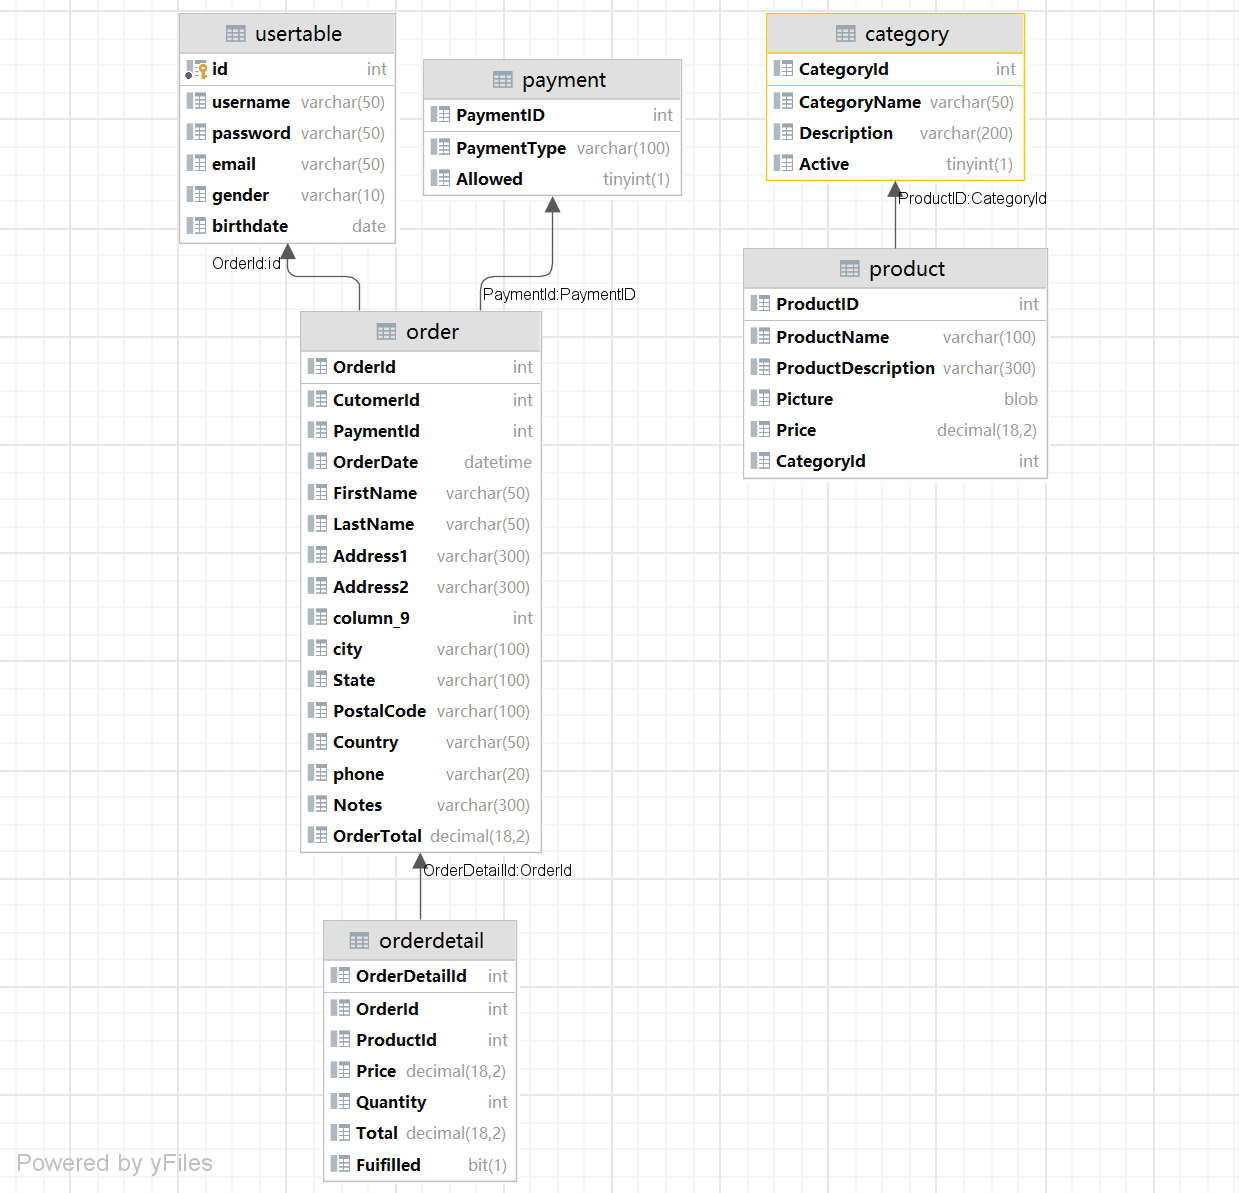 usertable
id int
username varchar(50)
password varchar(50)
email varchar(50)
gender varchar(10)
birthdate date
payment
PaymentID int
PaymentType varchar(100)
Allowed tinyint(1)
category
CategoryId int
CategoryName varchar(50)
Description varchar(200)
Active tinyint(1)
ProductID:CategoryId
product
ProductID int
ProductName varchar(100)
ProductDescription varchar(300)
Picture blob
Price decimal(18,2)
CategoryId int
OrderId:id
PaymentId:PaymentID
order
OrderId int
CutomerId int
PaymentId int
OrderDate datetime
FirstName varchar(50)
LastName varchar(50)
Address1 varchar(300)
Address2 varchar(300)
column_9 int
city varchar(100)
State varchar(100)
PostalCode varchar(100)
Country varchar(50)
phone varchar(20)
Notes varchar(300)
OrderTotal decimal(18,2)
OrderDetailId:OrderId
orderdetail
OrderDetailId int
OrderId int
ProductId int
Price decimal(18,2)
Quantity int
Total decimal(18,2)
Fuifilled bit(1)
Powered by yFiles